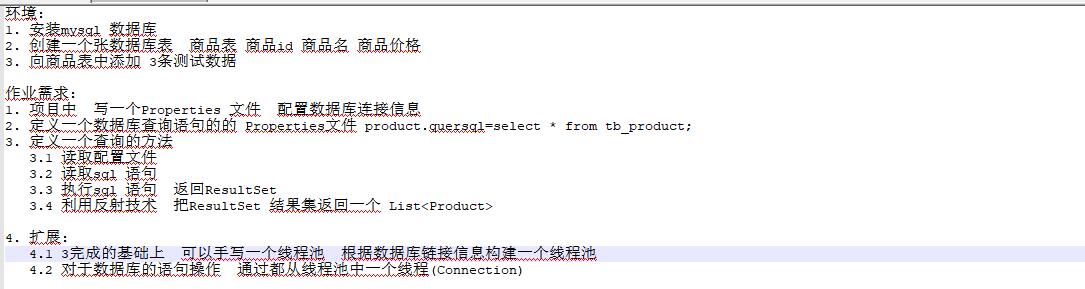 环境:
1. 安装mysql 数据库
2. 创建一个张数据库表 商品表 商品id 商品名 商品价格
3. 向商品表中添加 3条测试数据
作业需求:
1. 项目中 写一个Properties 文件 配置数据库连接信息
2. 定义一个数据库查询语句的的 Properties文件 product.quersql=select * from tb_product;
3. 定义一个查询的方法
3.1 读取配置文件
3.2 读取sql 语句
3.3 执行sql 语句 返回ResultSet
3.4 利用反射技术 把ResultSet 结果集返回一个 List<Product>
4. 扩展:
4.1 3完成的基础上 可以手写一个线程池 根据数据库链接信息构建一个线程池
4.2 对于数据库的语句操作 通过都从线程池中一个线程(Connection)